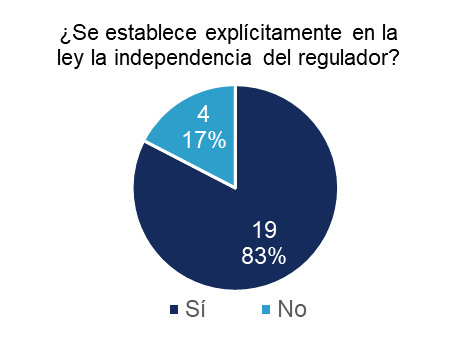 ¿Se establece explícitamente en la
ley la independencia del regulador?
4
17%
19
83%
Sí
No